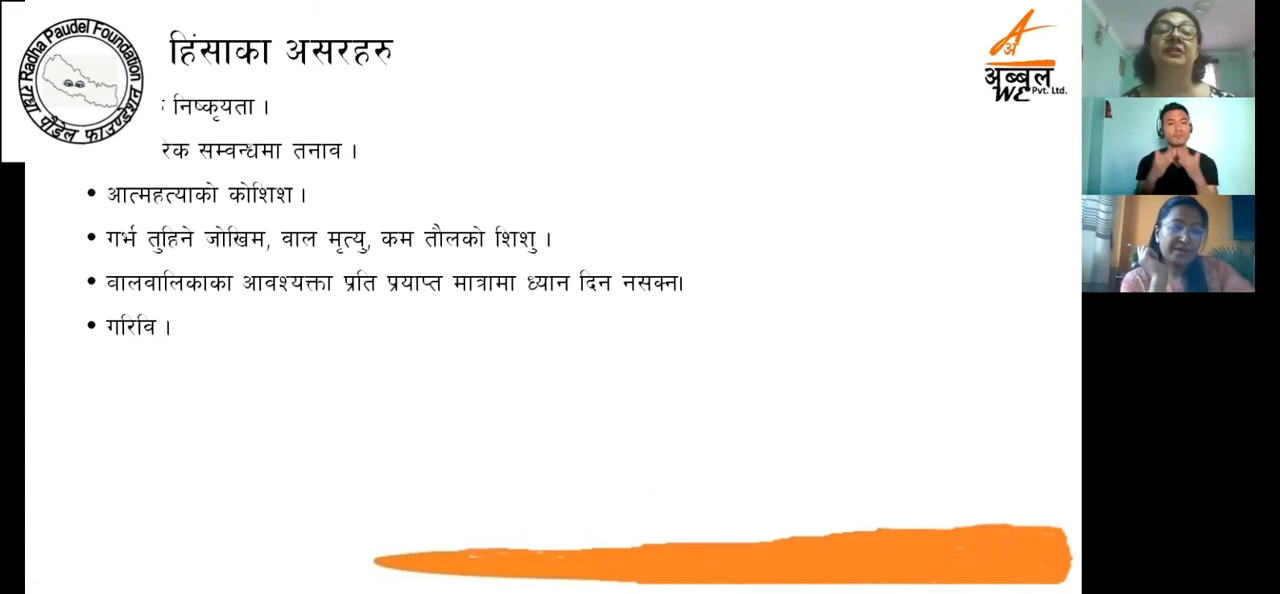 Radha Paudel Foundation
राधा पौडेल फाउण्डेशन
हिंसाका असरहरु
अ
अब्बल
WE Pvt. Ltd.
निष्कृयता ।
रेक सम्वन्धमा तनाव ।
• आत्महत्याको कोशिश ।
• गर्भ तुहिने जोखिम, वाल मृत्यु, कम तौलको शिशु ।
• वालवालिकाका आवश्यक्ता प्रति प्रयाप्त मात्रामा ध्यान दिन नसक्न।
• गरिवि ।